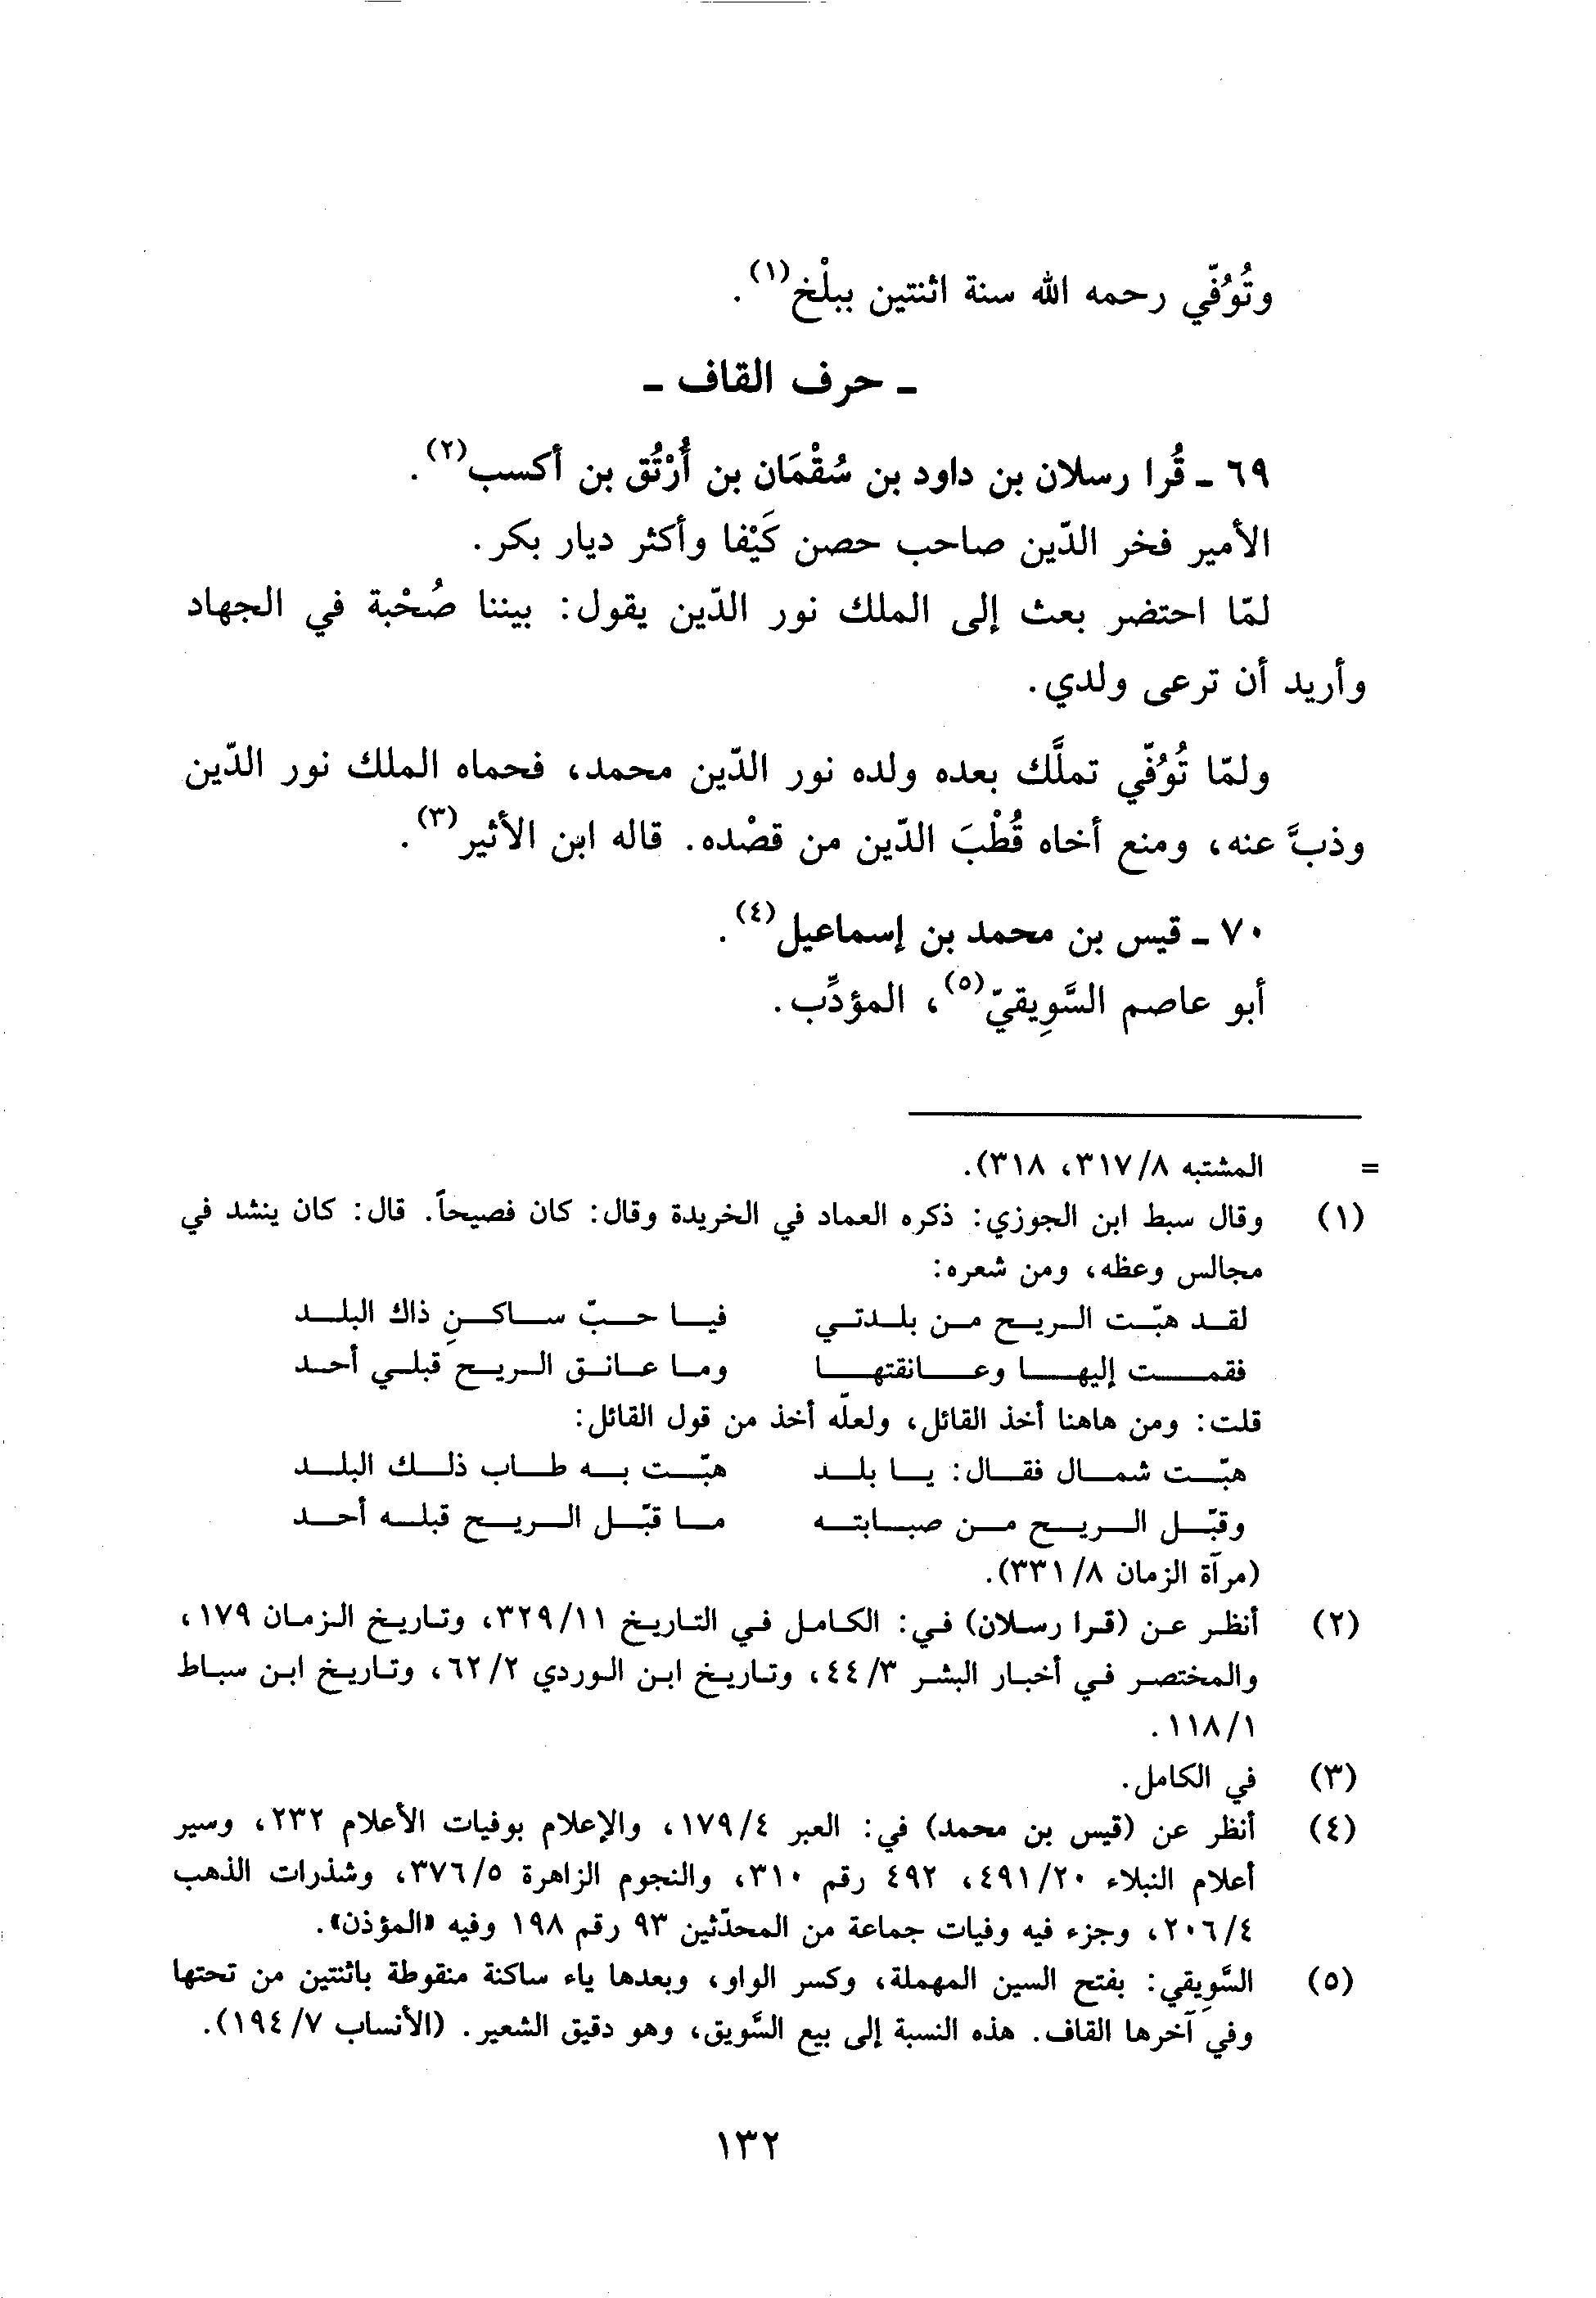 وتُوُفّي رحمه الله سنة اثنتين ببلْخ(١).
ـ حرف القاف ـ
٦٩ ـ قُرا رسلان بن داود بن سُقْمَان بن أُرْتُق بن أكسب(٢).
الأمير فخر الدّين صاحب حصن كَيْفا وأكثر ديار بكر.
لمّا احتضر بعث إلى الملك نور الدّين يقول: بيننا صُحْبة في الجهاد
وأريد أن ترعى ولدي.
ولمّا تُوُفّي تملَّك بعده ولده نور الدّين محمد، فحماه الملك نور الدّين
وذبَّ عنه، ومنع أخاه قُطْبَ الدّين من قصْده. قاله ابن الأثير(٣).
٧٠ ـ قيس بن محمد بن إسماعيل(٤).
أبو عاصم السَّوِيقيّ(٥)، المؤدِّب.
= المشتبه ٣١٧/٨، ٣١٨).
(١) وقال سبط ابن الجوزي: ذكره العماد في الخريدة وقال: كان فصيحاً. قال: كان ينشد في
مجالس وعظه، ومن شعره:
لقد هبّت الريح من بلدتي فيا حبّ ساكنِ ذاك البلد
فقمت إليها وعانقتها وما عانق الريح قبلي أحد
قلت: ومن هاهنا أخذ القائل، ولعلّه أخذ من قول القائل:
هبّت شمال فقال: يا بلد هبّت به طاب ذلك البلد
وقبّل الريح من صبابته ما قبّل الريح قبله أحد
(مرآة الزمان ٣٣١/٨).
(٢) أنظر عن (قرا رسلان) في: الكامل في التاريخ ٣٢٩/١١، وتاريخ الزمان ١٧٩،
والمختصر في أخبار البشر ٤٤/٣، وتاريخ ابن الوردي ٦٢/٢، وتاريخ ابن سباط
١١٨/١.
(٣) في الكامل.
(٤) أنظر عن (قيس بن محمد) في: العبر ١٧٩/٤، والإعلام بوفيات الأعلام ٢٣٢، وسير
أعلام النبلاء ٤٩١/٢٠، ٤٩٢ رقم ٣١٠، والنجوم الزاهرة ٣٧٦/٥، وشذرات الذهب
٢٠٦/٤، وجزء فيه وفيات جماعة من المحدّثين ٩٣ رقم ١٩٨ وفيه «المؤذن».
(٥) السَّوِيقي: بفتح السين المهملة، وكسر الواو، وبعدها ياء ساكنة منقوطة باثنتين من تحتها
وفي آخرها القاف. هذه النسبة إلى بيع السَّويق، وهو دقيق الشعير. (الأنساب ١٩٤/٧).
١٣٢